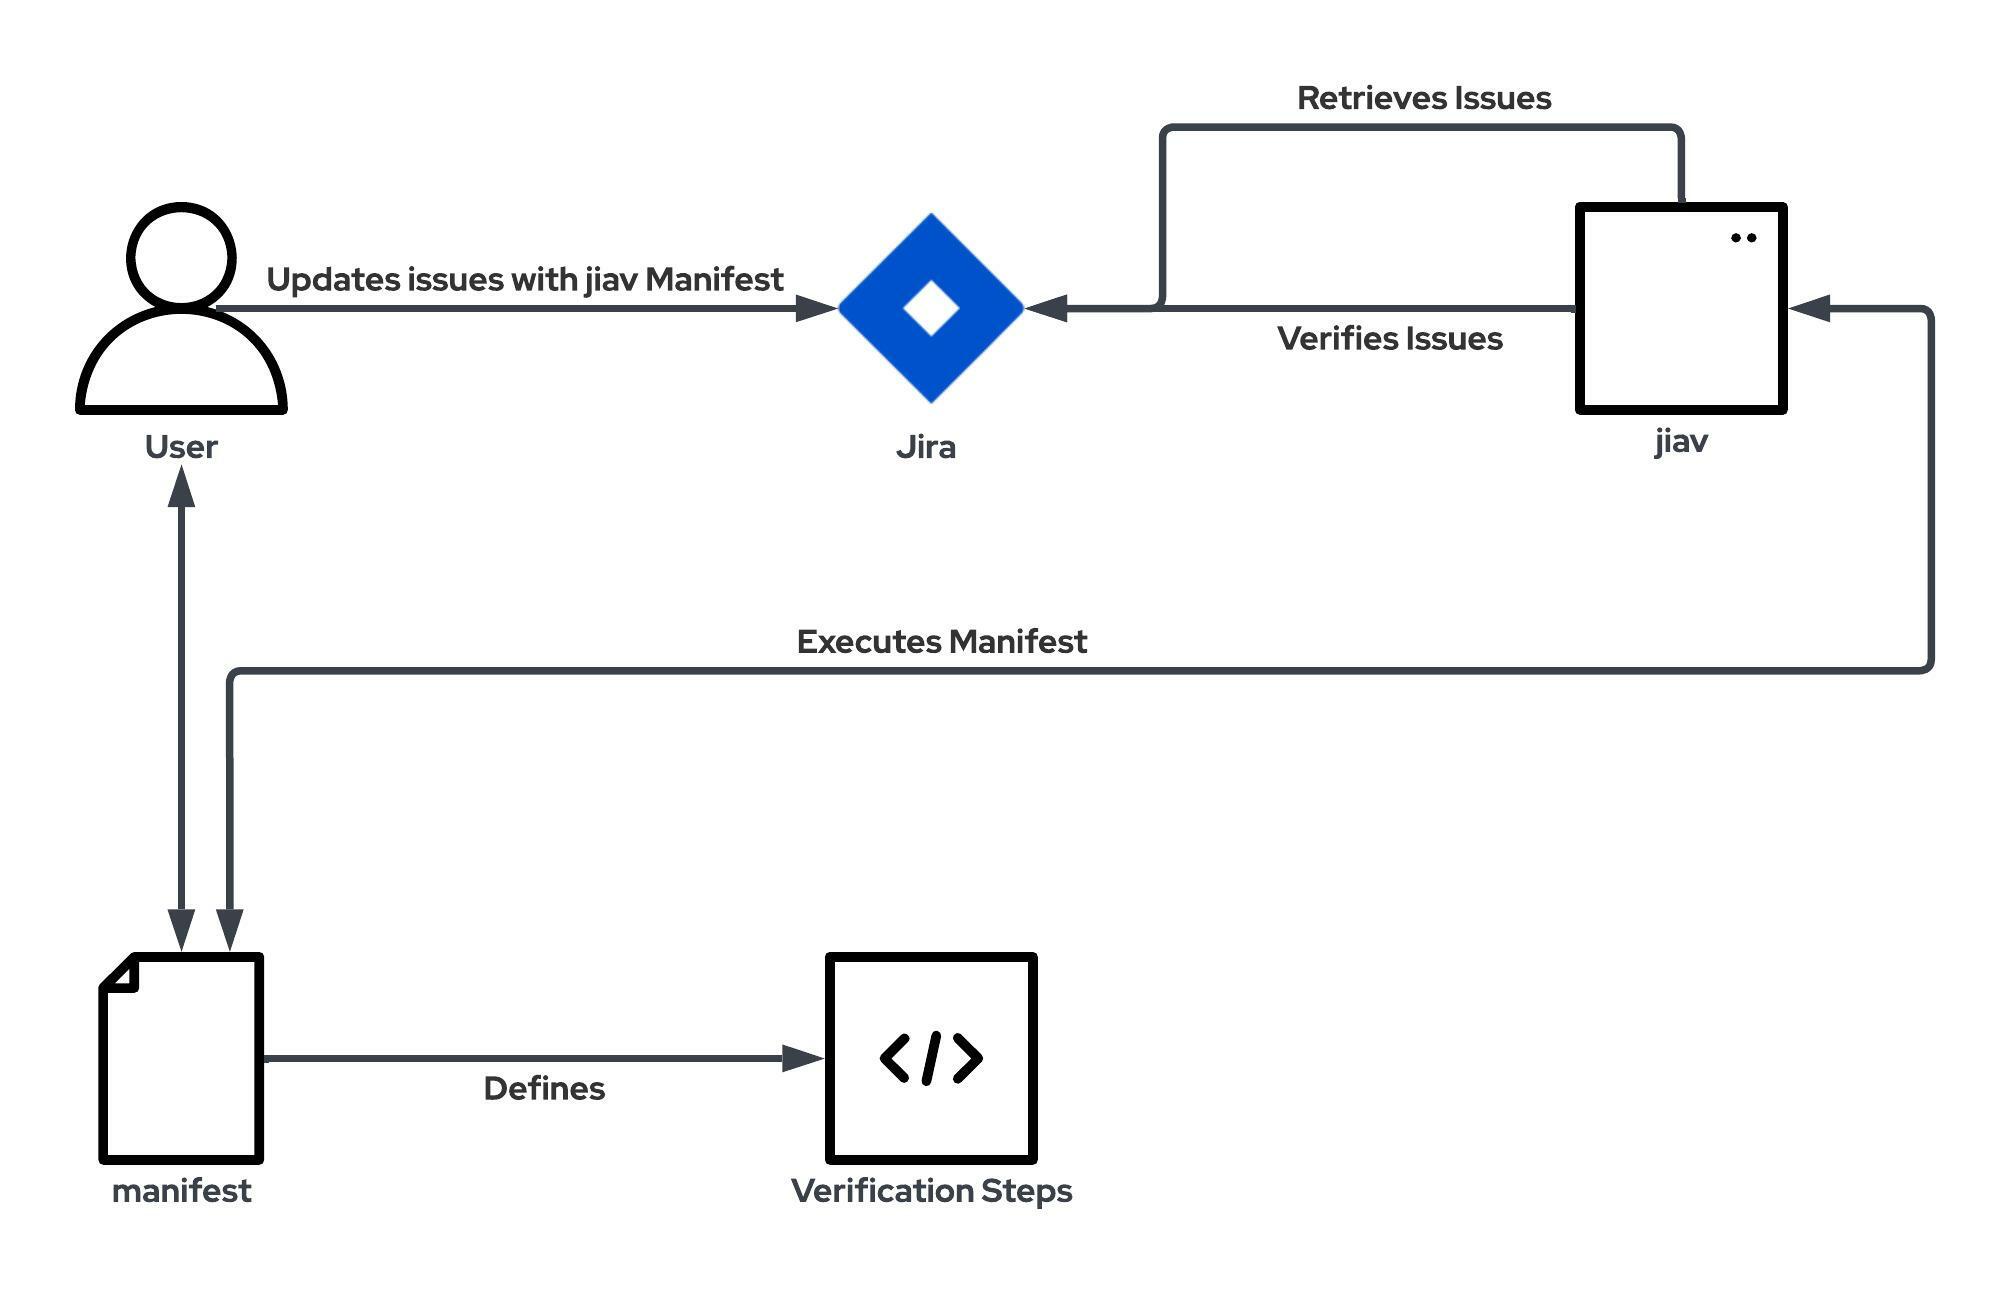 Retrieves Issues
Updates issues with jiav Manifest
Verifies Issues
User
Jira
jiav
Executes Manifest
Defines
manifest
Verification Steps